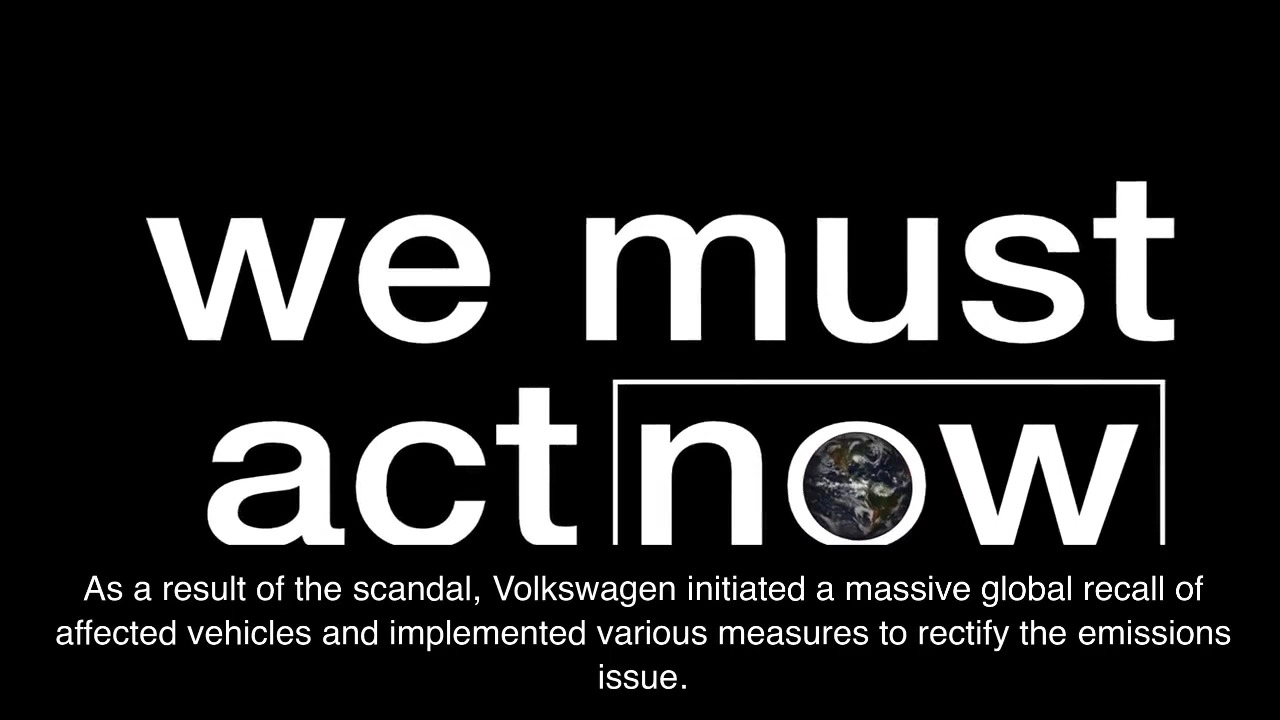 we must
act now
As a result of the scandal, Volkswagen initiated a massive global recall of
affected vehicles and implemented various measures to rectify the emissions
issue.